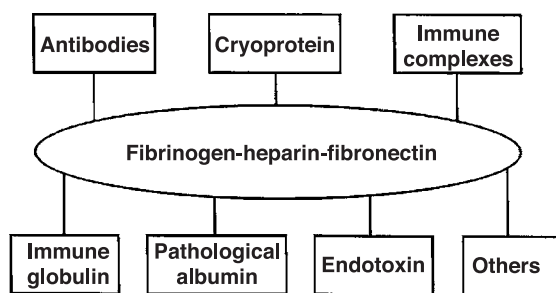 Antibodies
Cryoprotein
Immune
complexes
Fibrinogen-heparin-fibronectin
Immune
globulin
Pathological
albumin
Endotoxin
Others